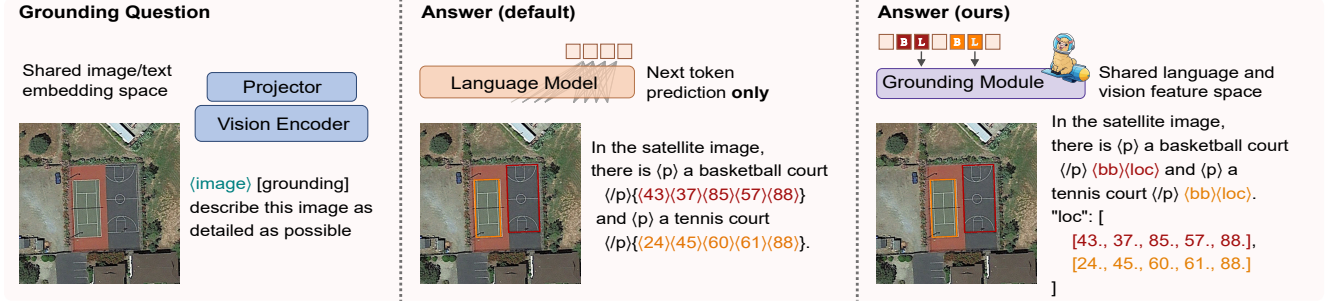 Grounding Question
Shared image/text
embedding space
Projector
Vision Encoder
⟨image⟩ [grounding]
describe this image as
detailed as possible
Answer (default)
Language Model
Next token
prediction only
In the satellite image,
there is ⟨p⟩ a basketball court
⟨/p⟩{⟨43⟩⟨37⟩⟨85⟩⟨57⟩⟨88⟩}
and ⟨p⟩ a tennis court
⟨/p⟩{⟨24⟩⟨45⟩⟨60⟩⟨61⟩⟨88⟩}.
Answer (ours)
B L B L
Grounding Module
Shared language and
vision feature space
In the satellite image,
there is ⟨p⟩ a basketball court
⟨/p⟩ ⟨bb⟩⟨loc⟩ and ⟨p⟩ a
tennis court ⟨/p⟩ ⟨bb⟩⟨loc⟩.
"loc": [
[43., 37., 85., 57., 88.],
[24., 45., 60., 61., 88.]
]